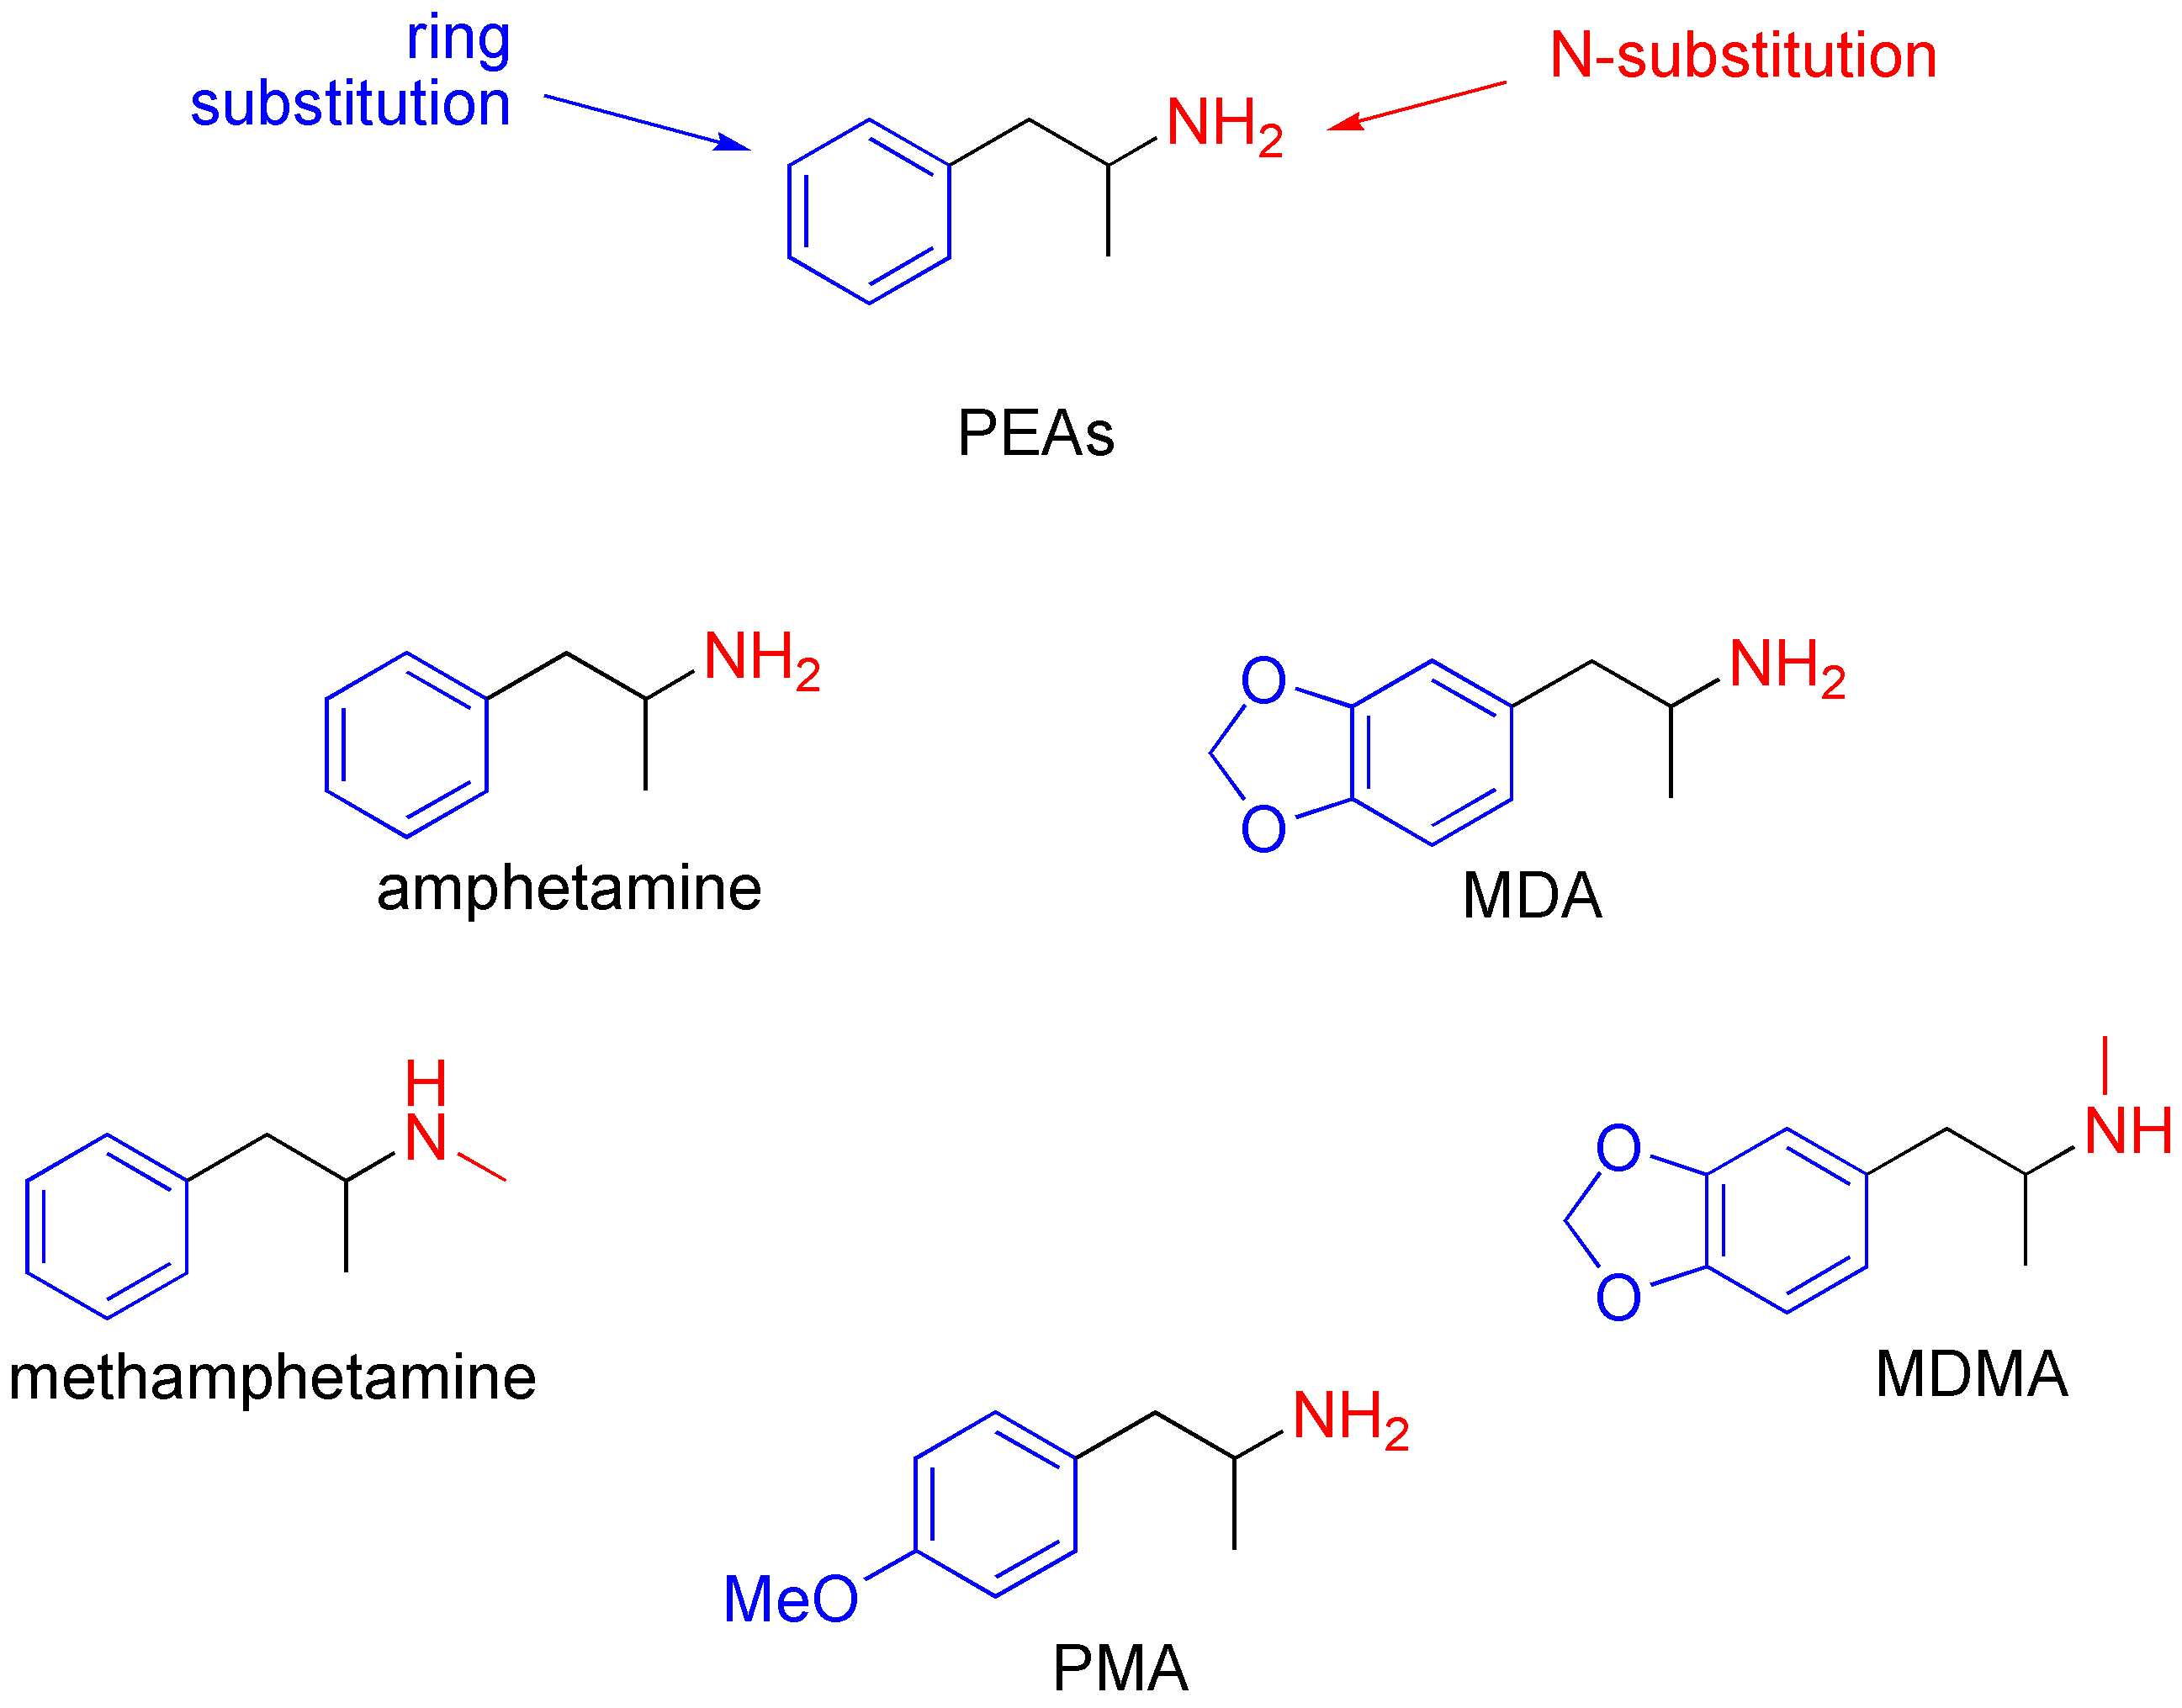 ring
substitution
N-substitution
NH2
PEAs
NH2
O
O
NH2
amphetamine
MDA
H
N
O
O
NH
methamphetamine
MDMA
NH2
MeO
PMA